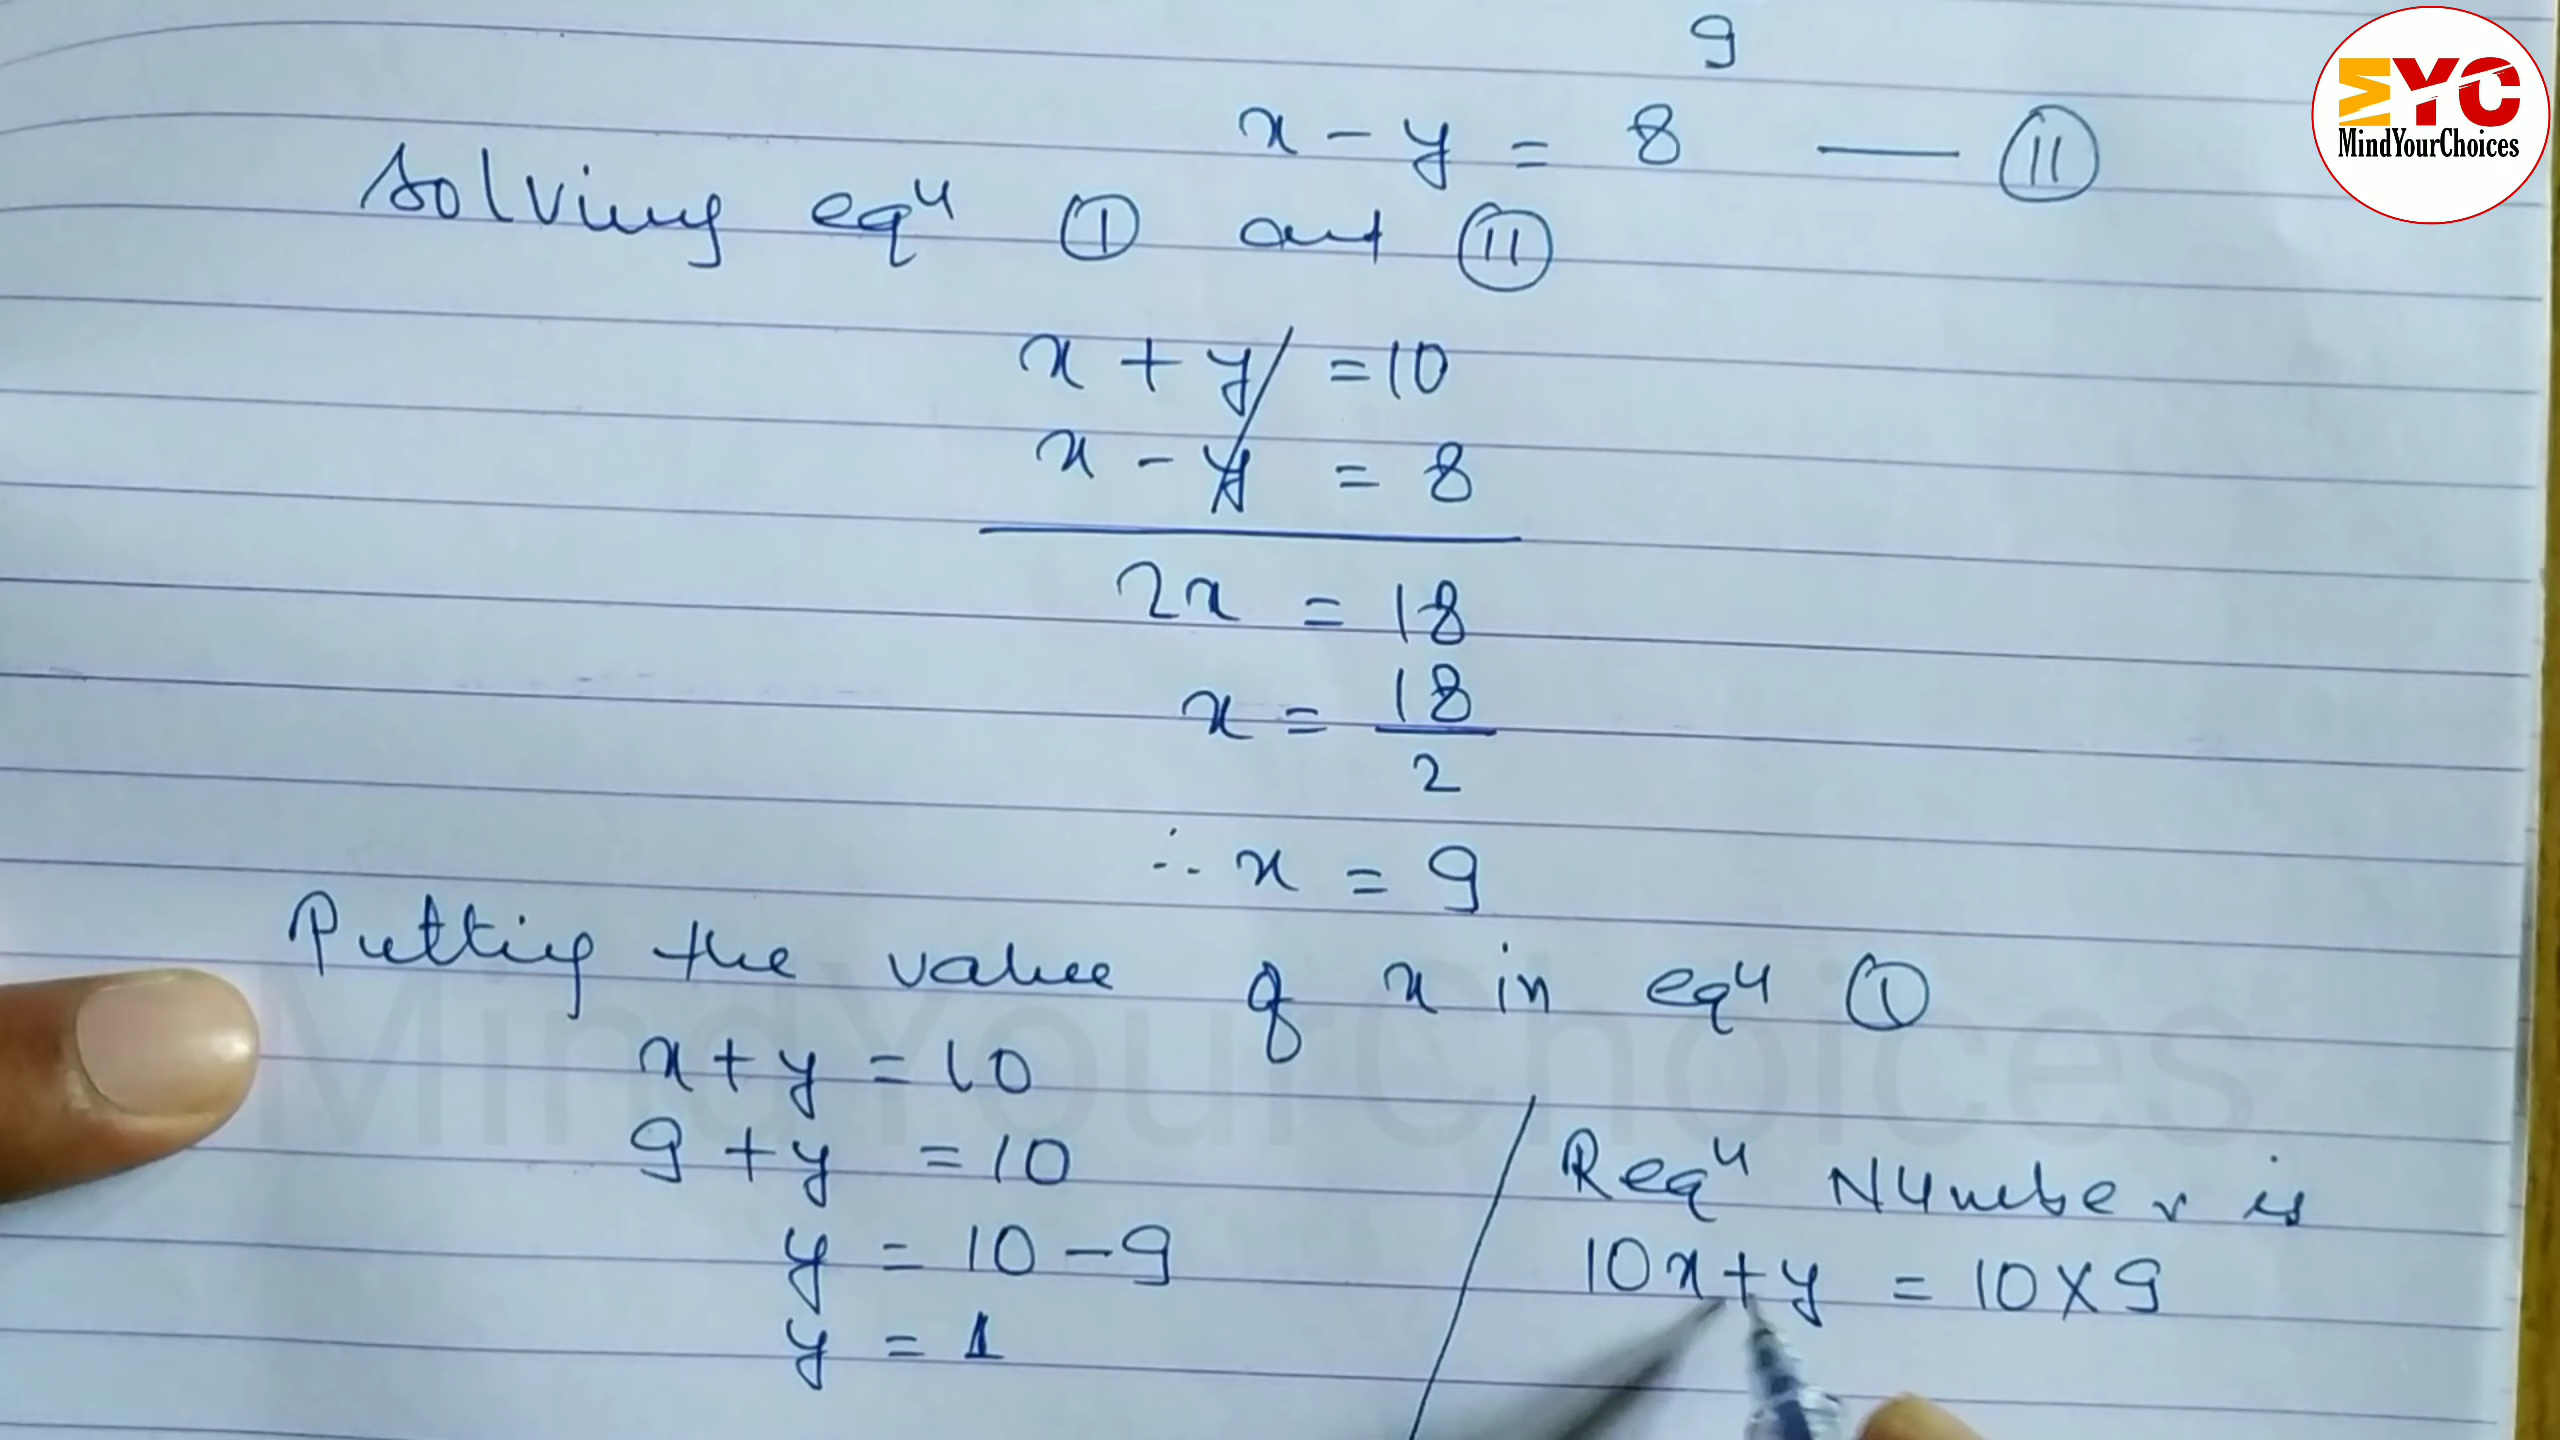 9
x - y = 8 — II
Solving eqn I and II
x + y = 10
x - y = 8
2x = 18
x = 18
2
∴ x = 9
Putting the value of x in eqn I
x + y = 10
9 + y = 10
y = 10 - 9
y = 1
Reqn Number is
10x + y = 10 × 9
MYC
MindYourChoices
MindYourChoices